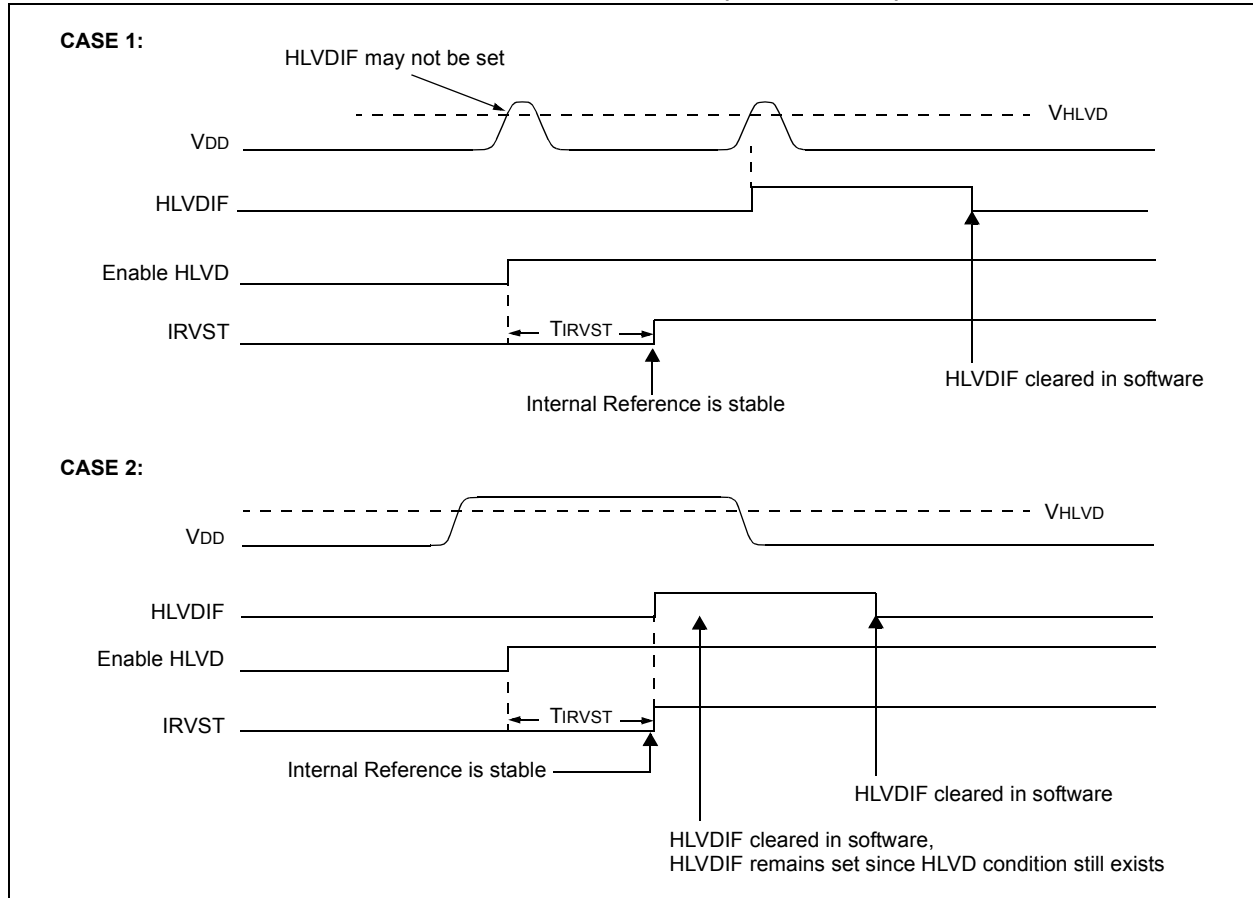 CASE 1:
HLVDIF may not be set
VHLVD
VDD
HLVDIF
Enable HLVD
TIRVST
IRVST
HLVDIF cleared in software
Internal Reference is stable
CASE 2:
VHLVD
VDD
HLVDIF
Enable HLVD
TIRVST
IRVST
Internal Reference is stable
HLVDIF cleared in software
HLVDIF cleared in software,
HLVDIF remains set since HLVD condition still exists